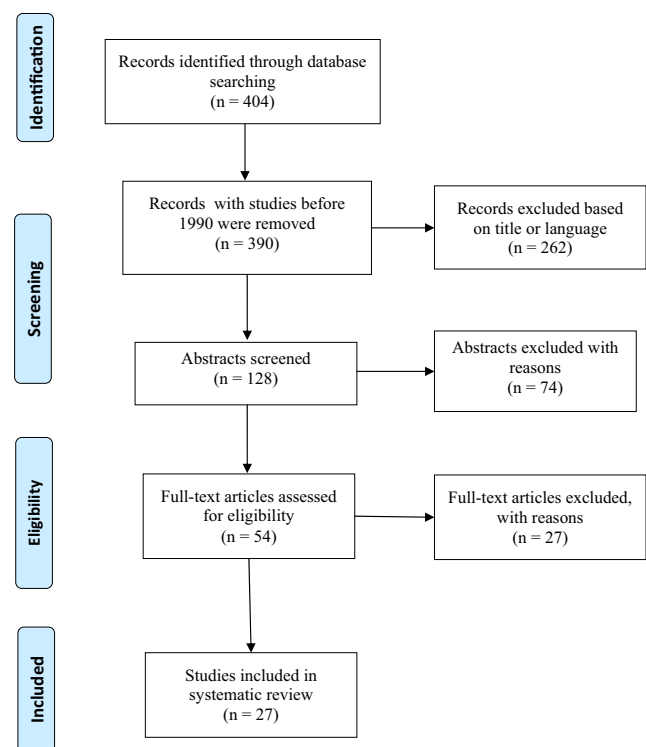 Identification
Records identified through database
searching
(n = 404)
Screening
Records  with studies before
1990 were removed
(n = 390)
Records excluded based
on title or language
(n = 262)
Abstracts screened
(n = 128)
Abstracts excluded with
reasons
(n = 74)
Eligibility
Full-text articles assessed
for eligibility
(n = 54)
Full-text articles excluded,
with reasons
(n = 27)
Included
Studies included in
systematic review
(n = 27)